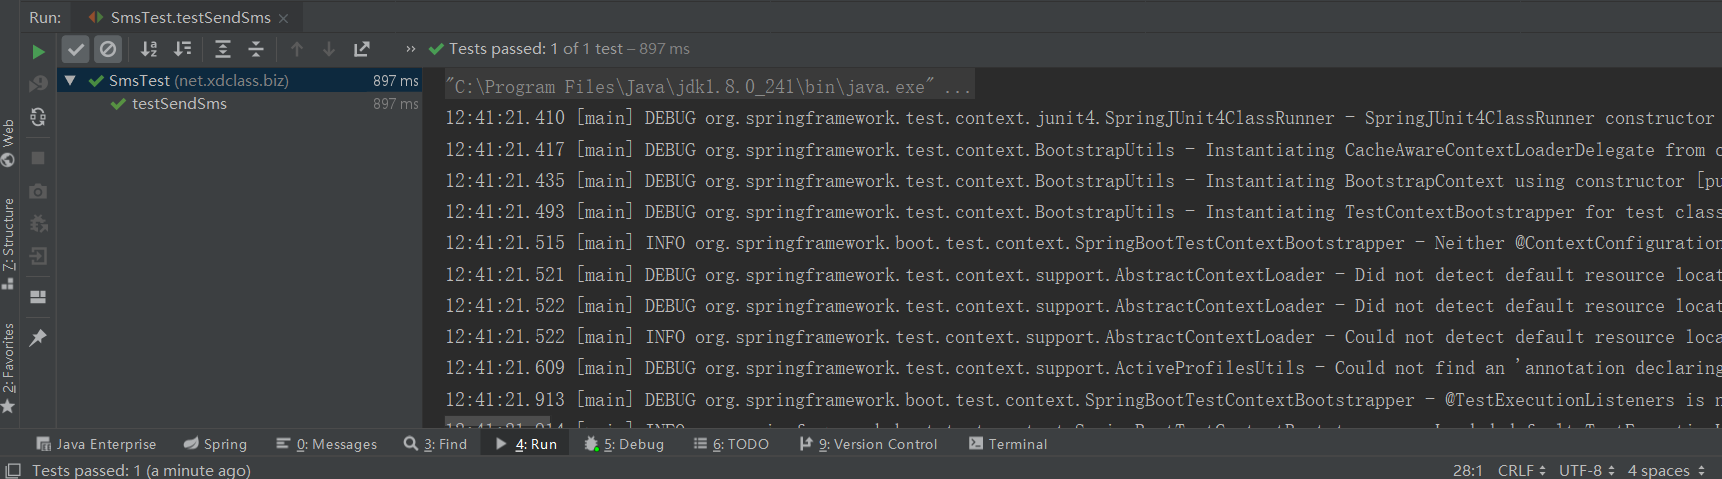 Run: SmsTest.testSendSms
Tests passed: 1 of 1 test – 897 ms
SmsTest (net.xdclass.biz) 897 ms
testSendSms 897 ms
"C:\Program Files\Java\jdk1.8.0_241\bin\java.exe" ...
12:41:21.410 [main] DEBUG org.springframework.test.context.junit4.SpringJUnit4ClassRunner - SpringJUnit4ClassRunner constructor
12:41:21.417 [main] DEBUG org.springframework.test.context.BootstrapUtils - Instantiating CacheAwareContextLoaderDelegate from
12:41:21.435 [main] DEBUG org.springframework.test.context.BootstrapUtils - Instantiating BootstrapContext using constructor [pu
12:41:21.493 [main] DEBUG org.springframework.test.context.BootstrapUtils - Instantiating TestContextBootstrapper for test class
12:41:21.515 [main] INFO org.springframework.boot.test.context.SpringBootTestContextBootstrapper - Neither @ContextConfiguration
12:41:21.521 [main] DEBUG org.springframework.test.context.support.AbstractContextLoader - Did not detect default resource locat
12:41:21.522 [main] DEBUG org.springframework.test.context.support.AbstractContextLoader - Did not detect default resource locat
12:41:21.522 [main] INFO org.springframework.test.context.support.AbstractContextLoader - Could not detect default resource loca
12:41:21.609 [main] DEBUG org.springframework.test.context.support.ActiveProfilesUtils - Could not find an 'annotation declaring
12:41:21.913 [main] DEBUG org.springframework.boot.test.context.SpringBootTestContextBootstrapper - @TestExecutionListeners is n
Web
7: Structure
2: Favorites
Java Enterprise Spring 0: Messages 3: Find 4: Run 5: Debug 6: TODO 9: Version Control Terminal
Tests passed: 1 (a minute ago) 28:1 CRLF UTF-8 4 spaces